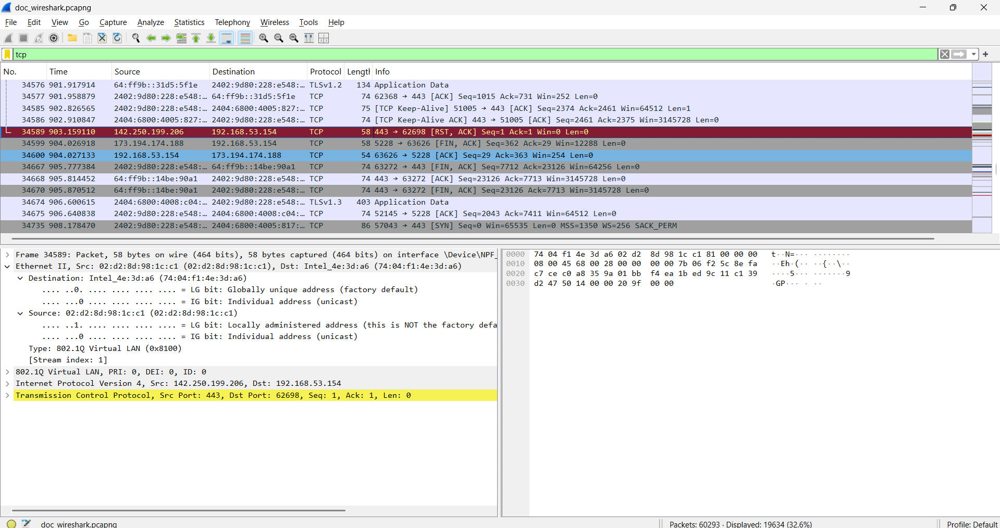 doc_wireshark.pcapng
File Edit View Go Capture Analyze Statistics Telephony Wireless Tools Help
tcp
No. Time Source Destination Protocol Length Info
34576 901.917914 64:ff9b::31d5:5f1e 2402:9d80:228:e548:… TLSv1.2 134 Application Data
34577 901.958879 2402:9d80:228:e548:… 64:ff9b::31d5:5f1e TCP 74 62368 → 443 [ACK] Seq=1015 Ack=731 Win=252 Len=0
34585 902.826565 2402:9d80:228:e548:… 2404:6800:4005:827:… TCP 75 [TCP Keep-Alive] 51005 → 443 [ACK] Seq=2374 Ack=2461 Win=64512 Len=1
34586 902.910847 2404:6800:4005:827:… 2402:9d80:228:e548:… TCP 74 [TCP Keep-Alive ACK] 443 → 51005 [ACK] Seq=2461 Ack=2375 Win=3145728 Len=0
34589 903.159110 142.250.199.206 192.168.53.154 TCP 58 443 → 62698 [RST, ACK] Seq=1 Ack=1 Win=0 Len=0
34599 904.026918 173.194.174.188 192.168.53.154 TCP 58 5228 → 63626 [FIN, ACK] Seq=362 Ack=29 Win=12288 Len=0
34600 904.027133 192.168.53.154 173.194.174.188 TCP 54 63626 → 5228 [ACK] Seq=29 Ack=363 Win=254 Len=0
34667 905.777384 2402:9d80:228:e548:… 64:ff9b::14be:90a1 TCP 74 63272 → 443 [FIN, ACK] Seq=7712 Ack=23126 Win=64256 Len=0
34668 905.814452 64:ff9b::14be:90a1 2402:9d80:228:e548:… TCP 74 443 → 63272 [ACK] Seq=23126 Ack=7713 Win=3145728 Len=0
34670 905.870512 64:ff9b::14be:90a1 2402:9d80:228:e548:… TCP 74 443 → 63272 [FIN, ACK] Seq=23126 Ack=7713 Win=3145728 Len=0
34674 906.600615 2404:6800:4008:c04:… 2402:9d80:228:e548:… TLSv1.3 403 Application Data
34675 906.640838 2402:9d80:228:e548:… 2404:6800:4008:c04:… TCP 74 52145 → 5228 [ACK] Seq=2043 Ack=7411 Win=64512 Len=0
34735 908.178470 2402:9d80:228:e548:… 2404:6800:4005:817:… TCP 86 57043 → 443 [SYN] Seq=0 Win=65535 Len=0 MSS=1350 WS=256 SACK_PERM
Frame 34589: Packet, 58 bytes on wire (464 bits), 58 bytes captured (464 bits) on interface \Device\NPF_
Ethernet II, Src: 02:d2:8d:98:1c:c1 (02:d2:8d:98:1c:c1), Dst: Intel_4e:3d:a6 (74:04:f1:4e:3d:a6)
Destination: Intel_4e:3d:a6 (74:04:f1:4e:3d:a6)
.... ..0. .... .... .... .... = LG bit: Globally unique address (factory default)
.... ...0 .... .... .... .... = IG bit: Individual address (unicast)
Source: 02:d2:8d:98:1c:c1 (02:d2:8d:98:1c:c1)
.... ..1. .... .... .... .... = LG bit: Locally administered address (this is NOT the factory defa
.... ...0 .... .... .... .... = IG bit: Individual address (unicast)
Type: 802.1Q Virtual LAN (0x8100)
[Stream index: 1]
802.1Q Virtual LAN, PRI: 0, DEI: 0, ID: 0
Internet Protocol Version 4, Src: 142.250.199.206, Dst: 192.168.53.154
Transmission Control Protocol, Src Port: 443, Dst Port: 62698, Seq: 1, Ack: 1, Len: 0
0000 74 04 f1 4e 3d a6 02 d2 8d 98 1c c1 81 00 00 00 t··N=··· ········
0010 08 00 45 68 00 28 00 00 00 00 7b 06 f2 5c 8e fa ··Eh·(·· ··{··\··
0020 c7 ce c0 a8 35 9a 01 bb f4 ea 1b ed 9c 11 c1 39 ····5··· ·······9
0030 d2 47 50 14 00 00 20 9f 00 00 ·GP··· · ··
doc_wireshark.pcapng
Packets: 60293 · Displayed: 19634 (32.6%)
Profile: Default